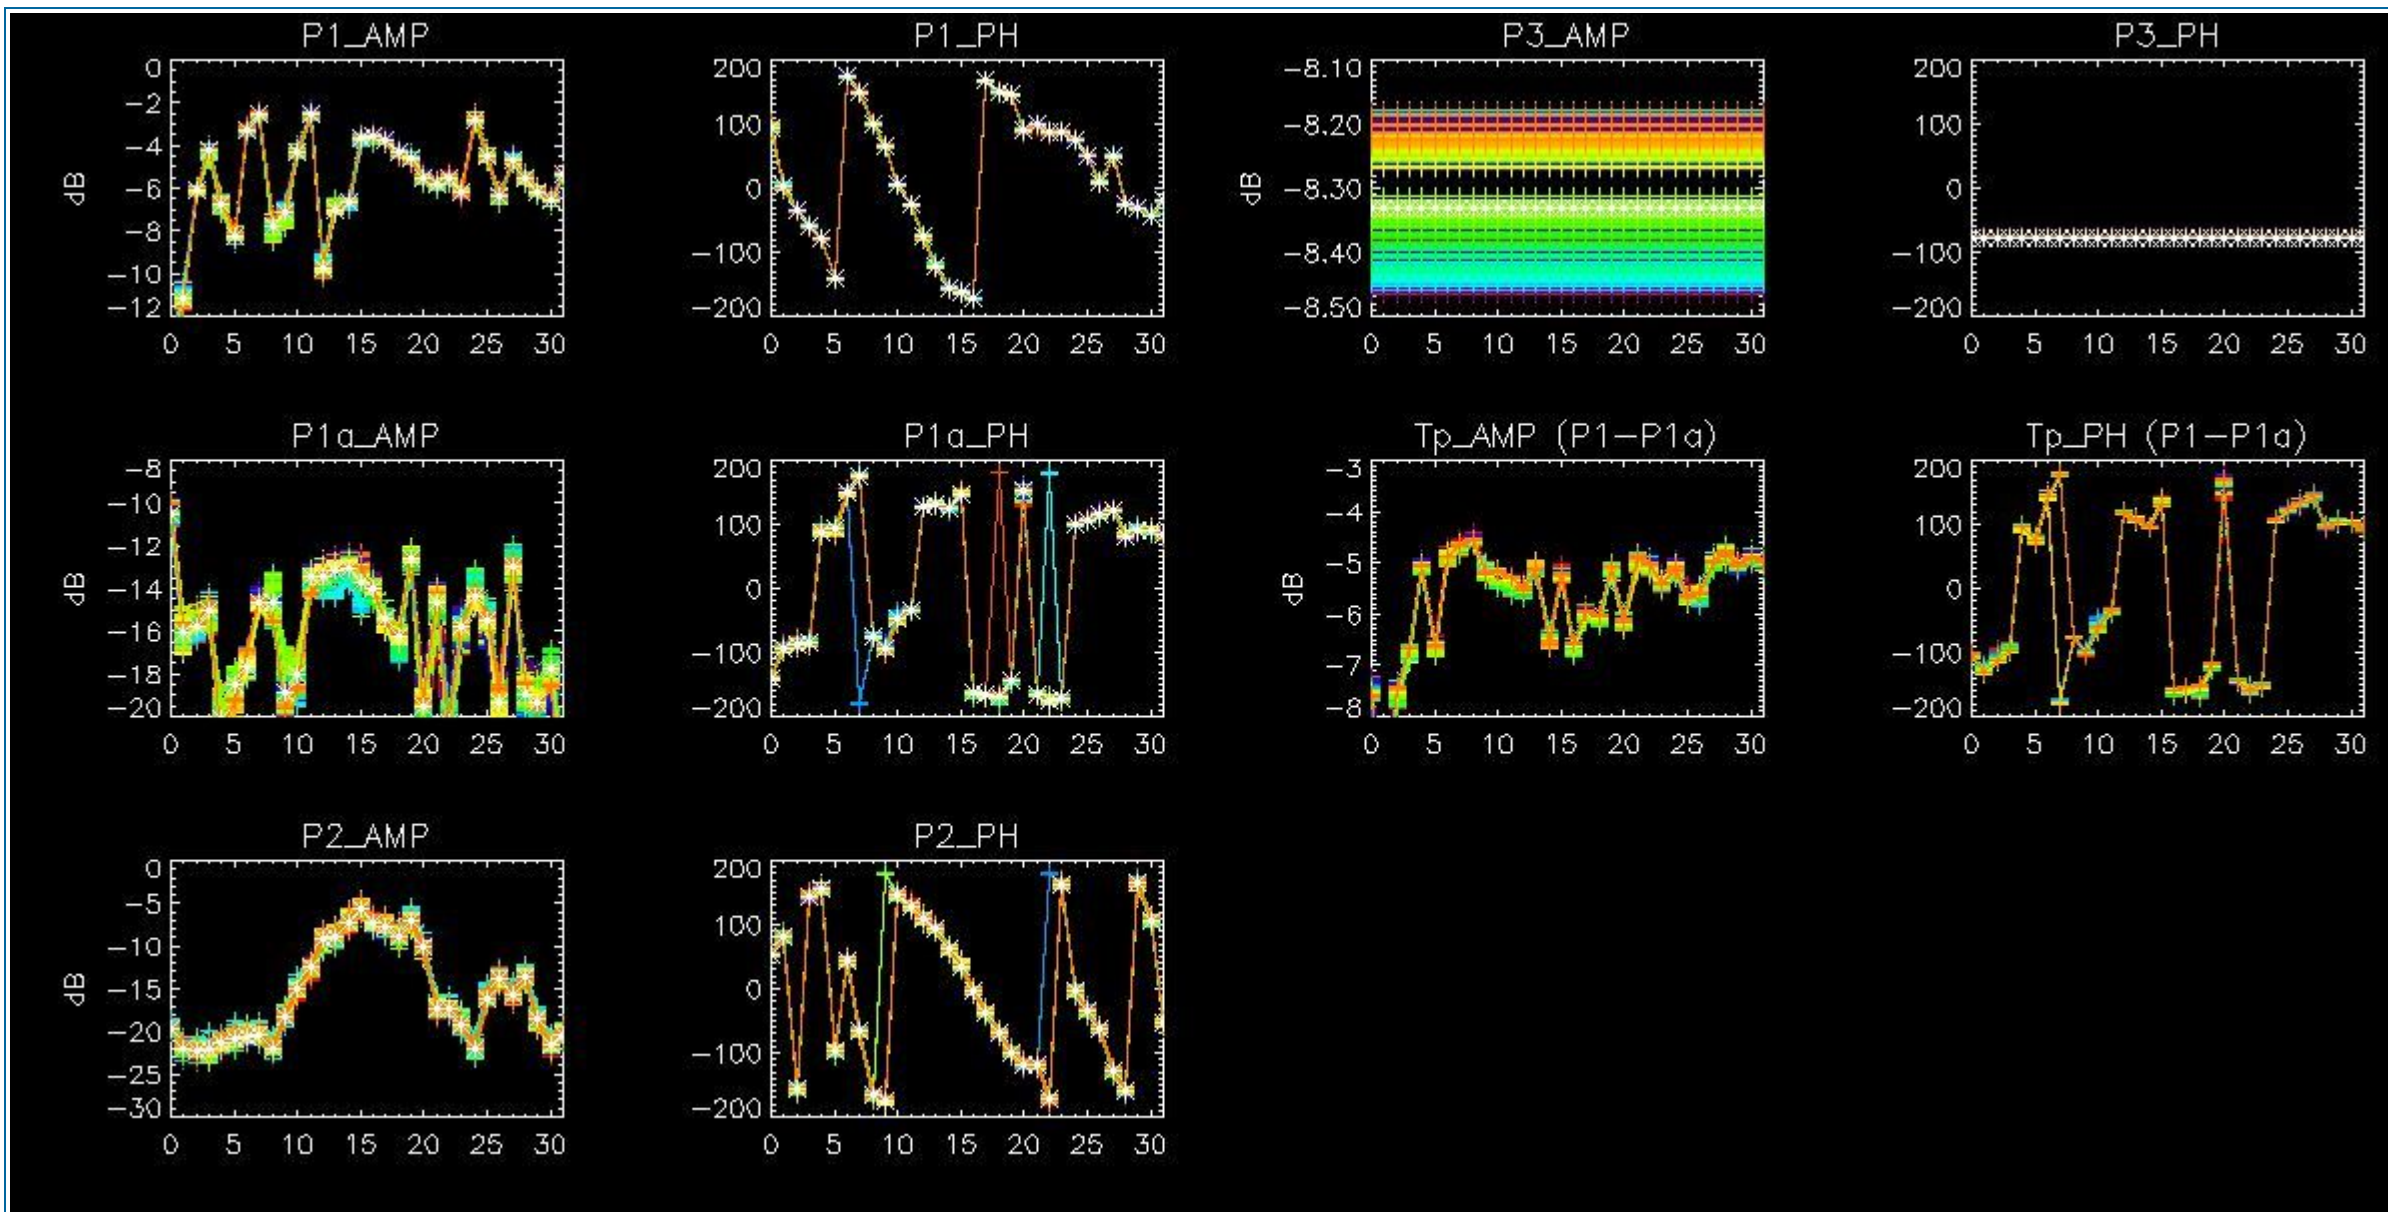 P1_AMP
dB
0
−2
−4
−6
−8
−10
−12
0 5 10 15 20 25 30
P1_PH
200
100
0
−100
−200
0 5 10 15 20 25 30
P3_AMP
dB
−8.10
−8.20
−8.30
−8.40
−8.50
0 5 10 15 20 25 30
P3_PH
200
100
0
−100
−200
0 5 10 15 20 25 30
P1a_AMP
dB
−8
−10
−12
−14
−16
−18
−20
0 5 10 15 20 25 30
P1a_PH
200
100
0
−100
−200
0 5 10 15 20 25 30
Tp_AMP (P1−P1a)
dB
−3
−4
−5
−6
−7
−8
0 5 10 15 20 25 30
Tp_PH (P1−P1a)
200
100
0
−100
−200
0 5 10 15 20 25 30
P2_AMP
dB
0
−5
−10
−15
−20
−25
−30
0 5 10 15 20 25 30
P2_PH
200
100
0
−100
−200
0 5 10 15 20 25 30